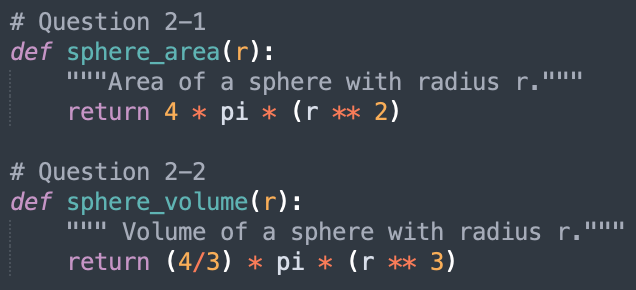 # Question 2-1
def sphere_area(r):
    """Area of a sphere with radius r."""
    return 4 * pi * (r ** 2)

# Question 2-2
def sphere_volume(r):
    """ Volume of a sphere with radius r."""
    return (4/3) * pi * (r ** 3)